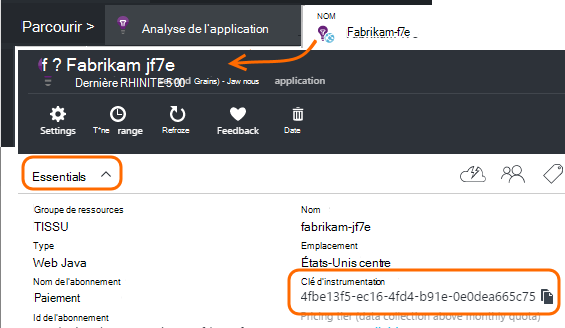 Parcourir >
Analyse de l'application
NOM
Fabrikam-f7e
f ? Fabrikam jf7e
Dernière RHINITE 500
Grains) - Jaw nous
application
Settings
T°ne range
Refroze
Feedback
Date
Essentials
Groupe de ressources
Nom
TISSU
fabrikam-jf7e
Type
Emplacement
Web Java
États-Unis centre
Nom de l'abonnement
Clé d'instrumentation
Paiement
4fbe13f5-ec16-4fd4-b91e-0e0dea665c75
Id de l'abonnement
Pricing tier (data collection above monthly quota)